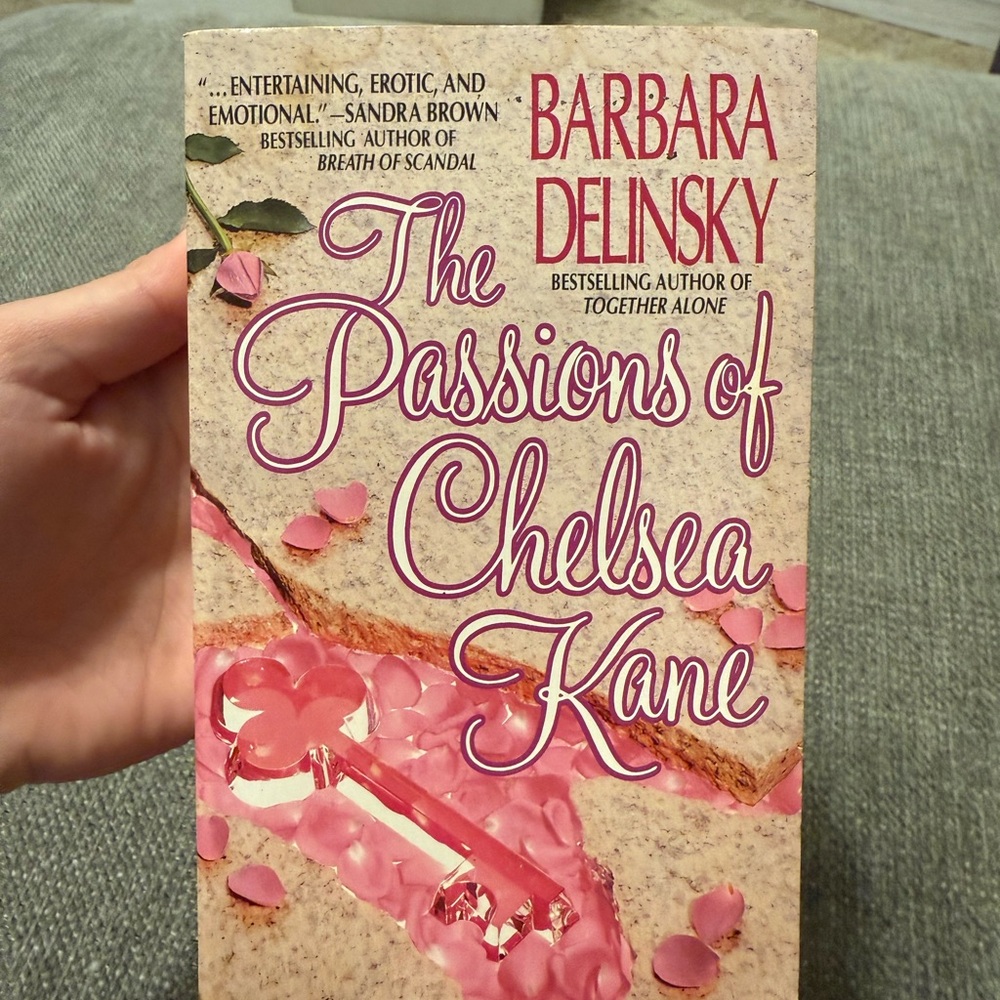 “...ENTERTAINING, EROTIC, AND
EMOTIONAL.”—SANDRA BROWN
BESTSELLING AUTHOR OF
BREATH OF SCANDAL
BARBARA
DELINSKY
BESTSELLING AUTHOR OF
TOGETHER ALONE
The
Passions of
Chelsea
Kane